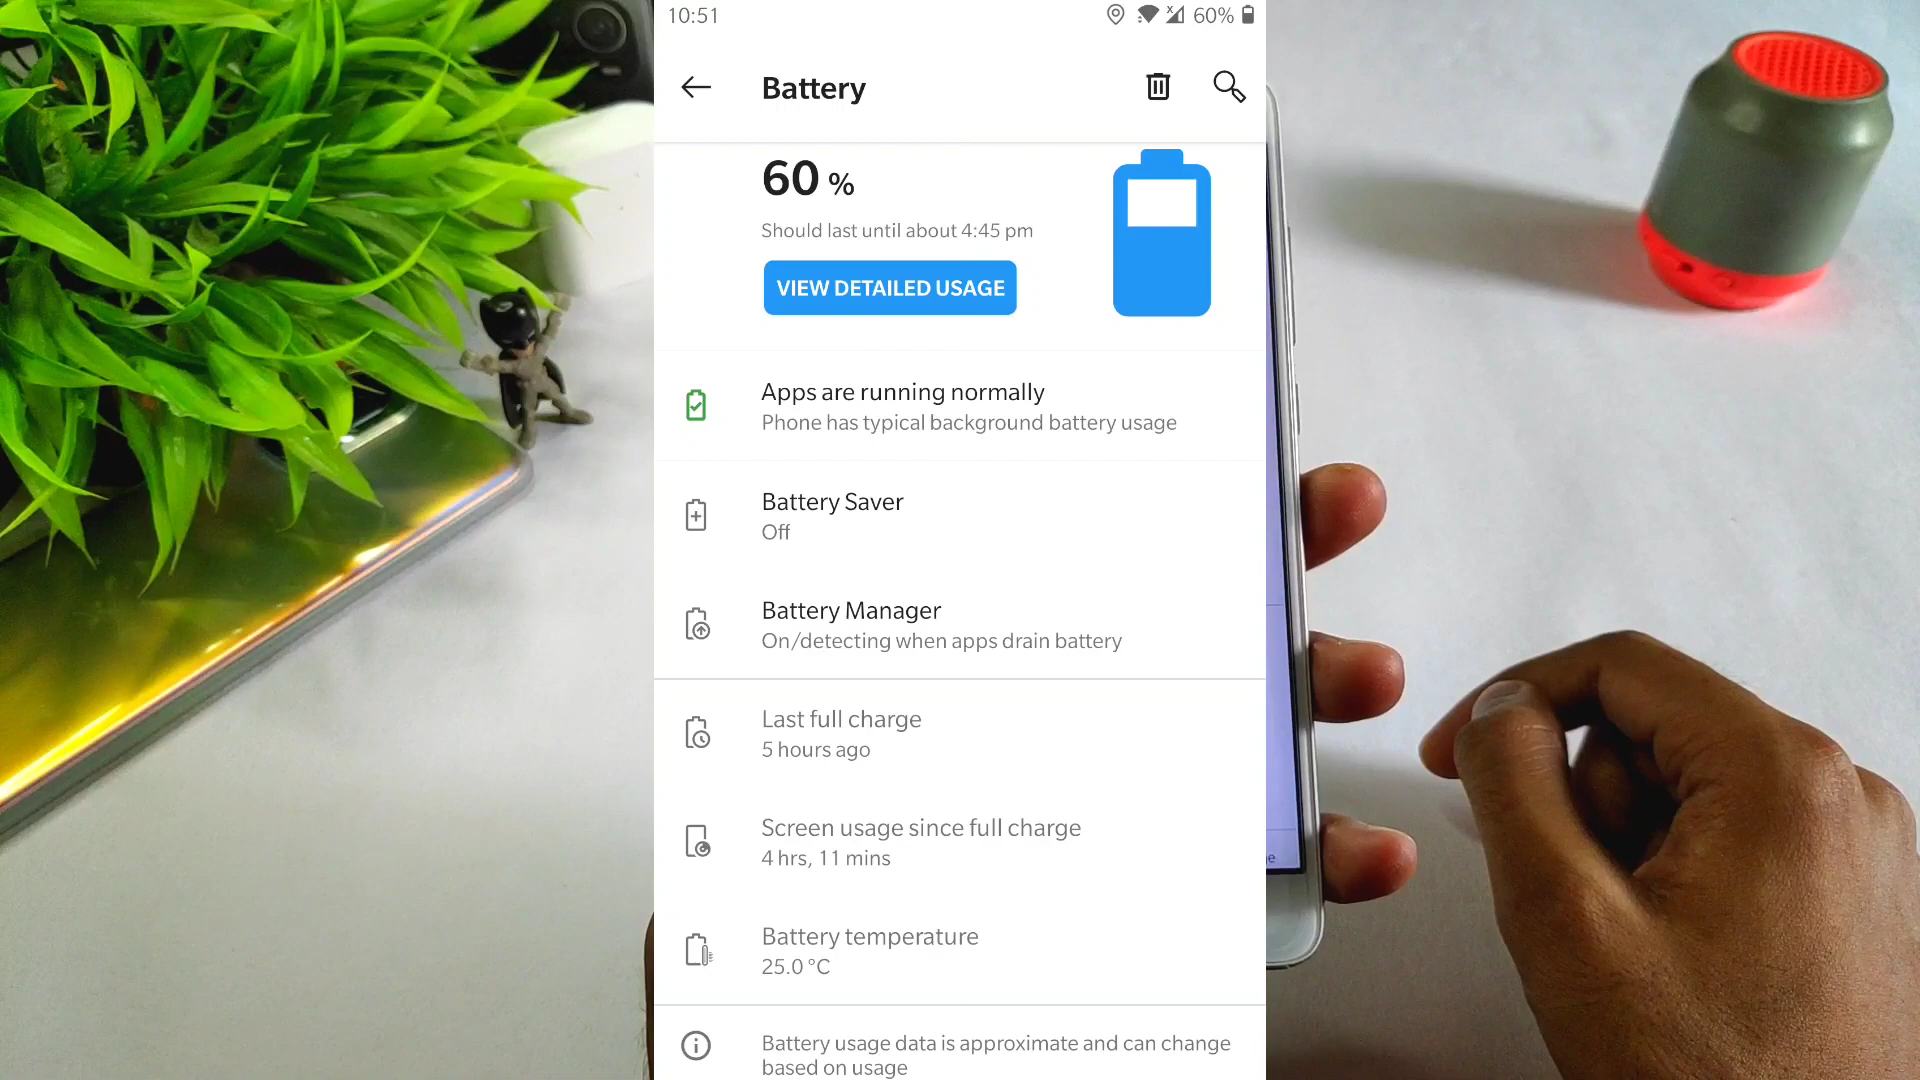 10:51
x 60%
Battery
60 %
Should last until about 4:45 pm
VIEW DETAILED USAGE
Apps are running normally
Phone has typical background battery usage
Battery Saver
Off
Battery Manager
On/detecting when apps drain battery
Last full charge
5 hours ago
Screen usage since full charge
4 hrs, 11 mins
Battery temperature
25.0 °C
Battery usage data is approximate and can change
based on usage